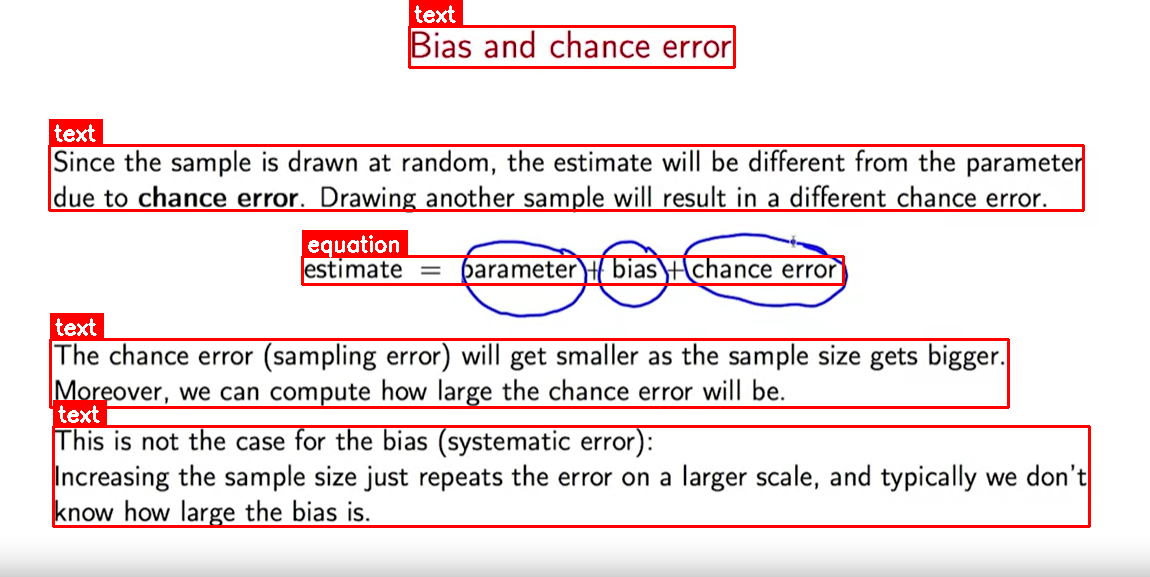 text
Bias and chance error
text
Since the sample is drawn at random, the estimate will be different from the parameter
due to chance error. Drawing another sample will result in a different chance error.
equation
estimate = parameter + bias + chance error
text
The chance error (sampling error) will get smaller as the sample size gets bigger.
Moreover, we can compute how large the chance error will be.
text
This is not the case for the bias (systematic error):
Increasing the sample size just repeats the error on a larger scale, and typically we don't
know how large the bias is.